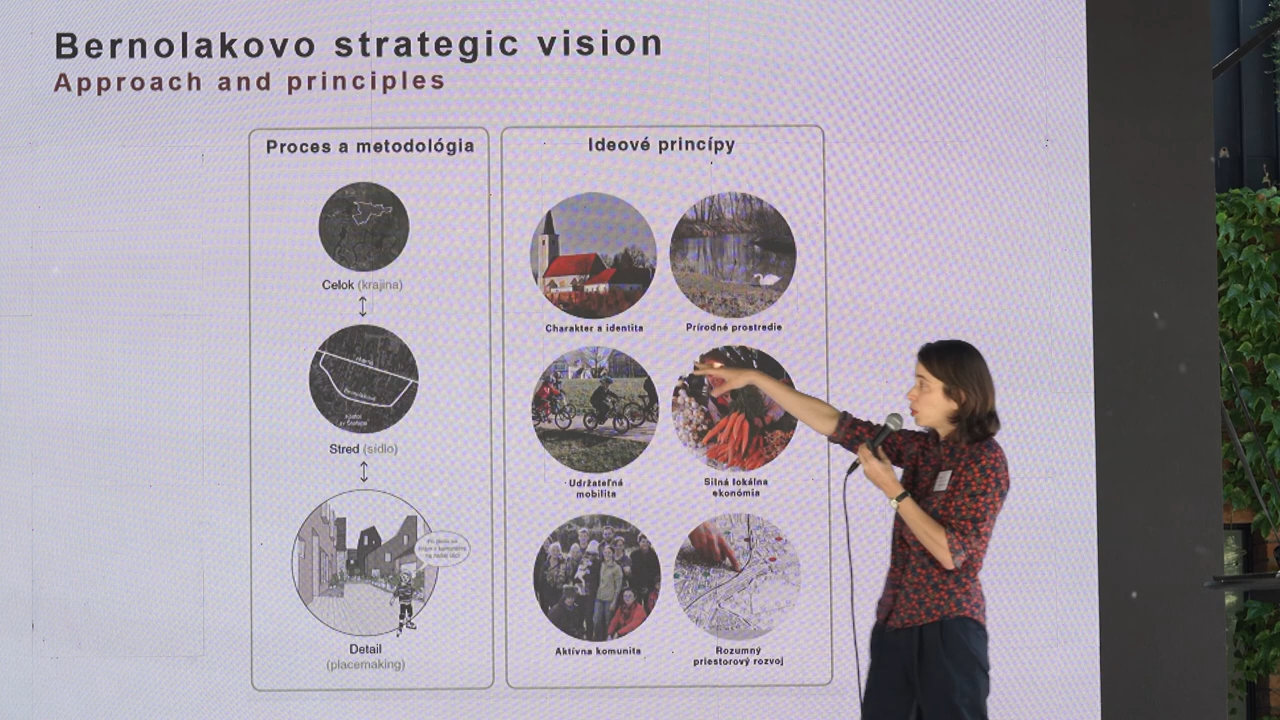 Bernolakovo strategic vision
Approach and principles
Proces a metodológia
Celok (krajina)
Stred (sídlo)
Detail
(placemaking)
Ideové princípy
Charakter a identita
Prírodné prostredie
Udržateľná
mobilita
Silná lokálna
ekonómia
Aktívna komunita
Rozumný
priestorový rozvoj